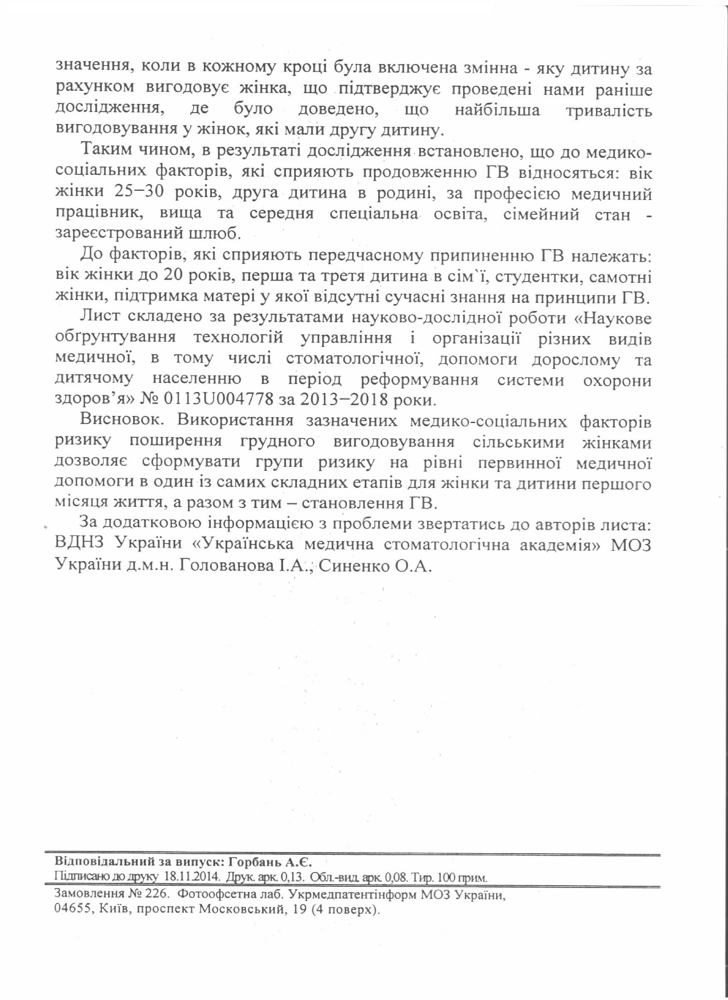 значення, коли в кожному кроці була включена змінна - яку дитину за
рахунком вигодовує жінка, що підтверджує проведені нами раніше
дослідження, де було доведено, що найбільша тривалість
вигодовування у жінок, які мали другу дитину.
Таким чином, в результаті дослідження встановлено, що до медико-
соціальних факторів, які сприяють продовженню ГВ відносяться: вік
жінки 25–30 років, друга дитина в родині, за професією медичний
працівник, вища та середня спеціальна освіта, сімейний стан -
зареєстрований шлюб.
До факторів, які сприяють передчасному припиненню ГВ належать:
вік жінки до 20 років, перша та третя дитина в сім`ї, студентки, самотні
жінки, підтримка матері у якої відсутні сучасні знання на принципи ГВ.
Лист складено за результатами науково-дослідної роботи «Наукове
обґрунтування технологій управління і організації різних видів
медичної, в тому числі стоматологічної, допомоги дорослому та
дитячому населенню в період реформування системи охорони
здоров’я» № 0113U004778 за 2013–2018 роки.
Висновок. Використання зазначених медико-соціальних факторів
ризику поширення грудного вигодовування сільськими жінками
дозволяє сформувати групи ризику на рівні первинної медичної
допомоги в один із самих складних етапів для жінки та дитини першого
місяця життя, а разом з тим – становлення ГВ.
За додатковою інформацією з проблеми звертатись до авторів листа:
ВДНЗ України «Українська медична стоматологічна академія» МОЗ
України д.м.н. Голованова І.А., Синенко О.А.
Відповідальний за випуск: Горбань А.Є.
Підписано до друку 18.11.2014. Друк. арк. 0,13. Обл.-вид. арк. 0,08. Тир. 100 прим.
Замовлення № 226. Фотоофсетна лаб. Укрмедпатентінформ МОЗ України,
04655, Київ, проспект Московський, 19 (4 поверх).